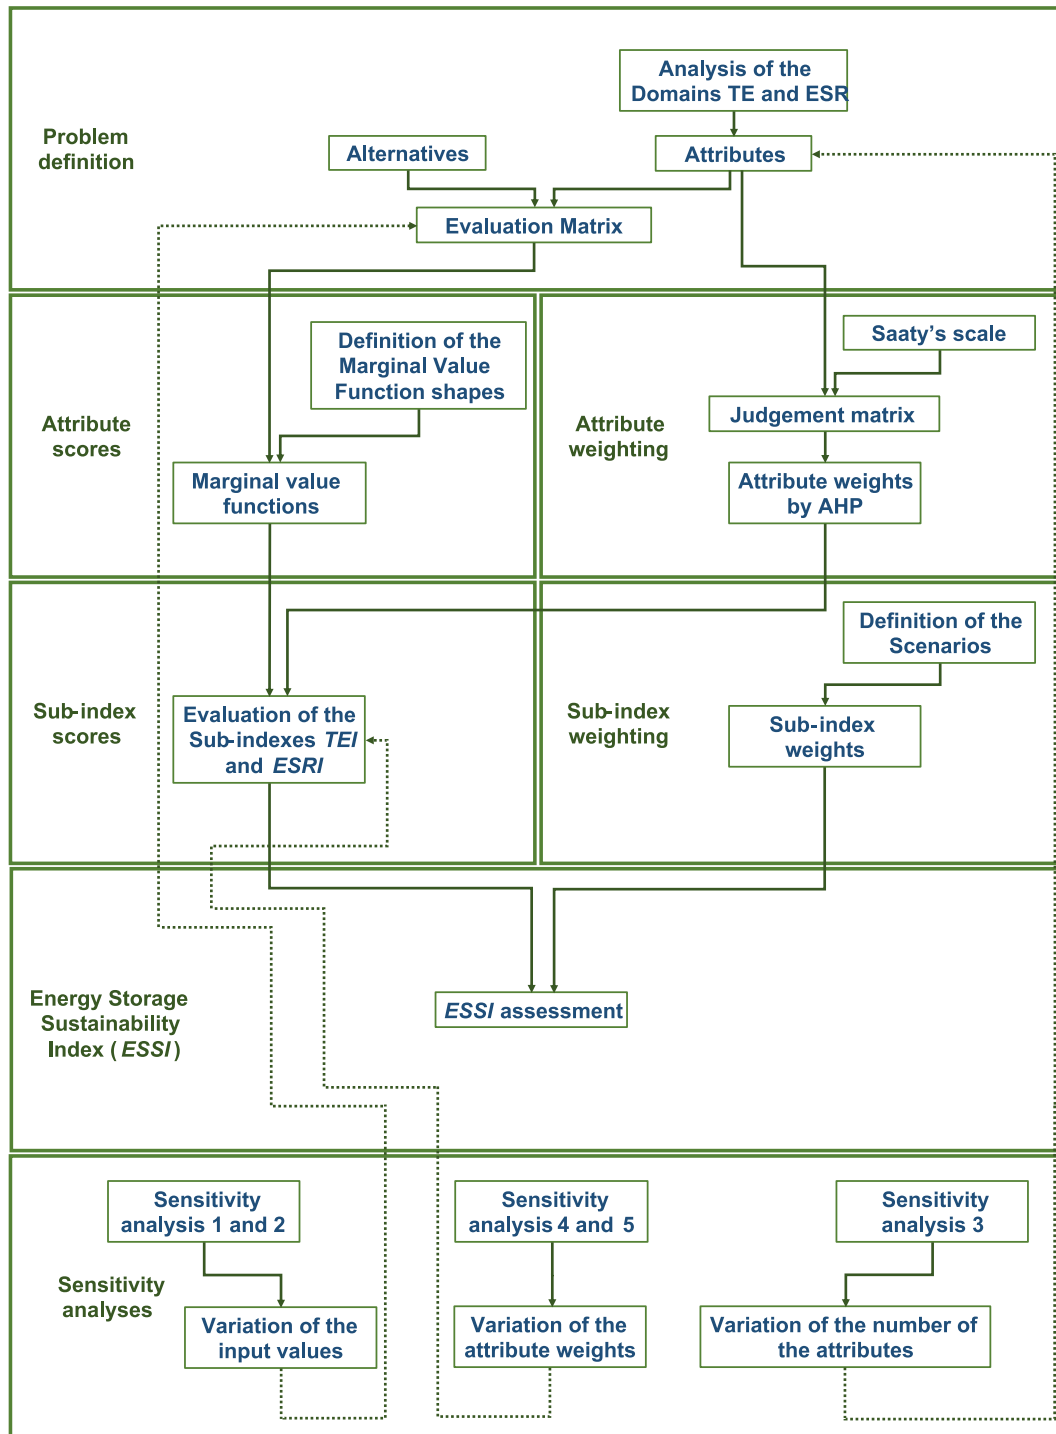 Analysis of the
Domains TE and ESR
Problem
definition
Alternatives
Attributes
Evaluation Matrix
Definition of the
Marginal Value
Function shapes
Saaty's scale
Attribute
scores
Attribute
weighting
Judgement matrix
Marginal value
functions
Attribute weights
by AHP
Definition of the
Scenarios
Sub-index
scores
Evaluation of the
Sub-indexes TEI
and ESRI
Sub-index
weighting
Sub-index
weights
Energy Storage
Sustainability
Index (ESSI)
ESSI assessment
Sensitivity
analysis 1 and 2
Sensitivity
analysis 4 and 5
Sensitivity
analysis 3
Sensitivity
analyses
Variation of the
input values
Variation of the
attribute weights
Variation of the number of
the attributes